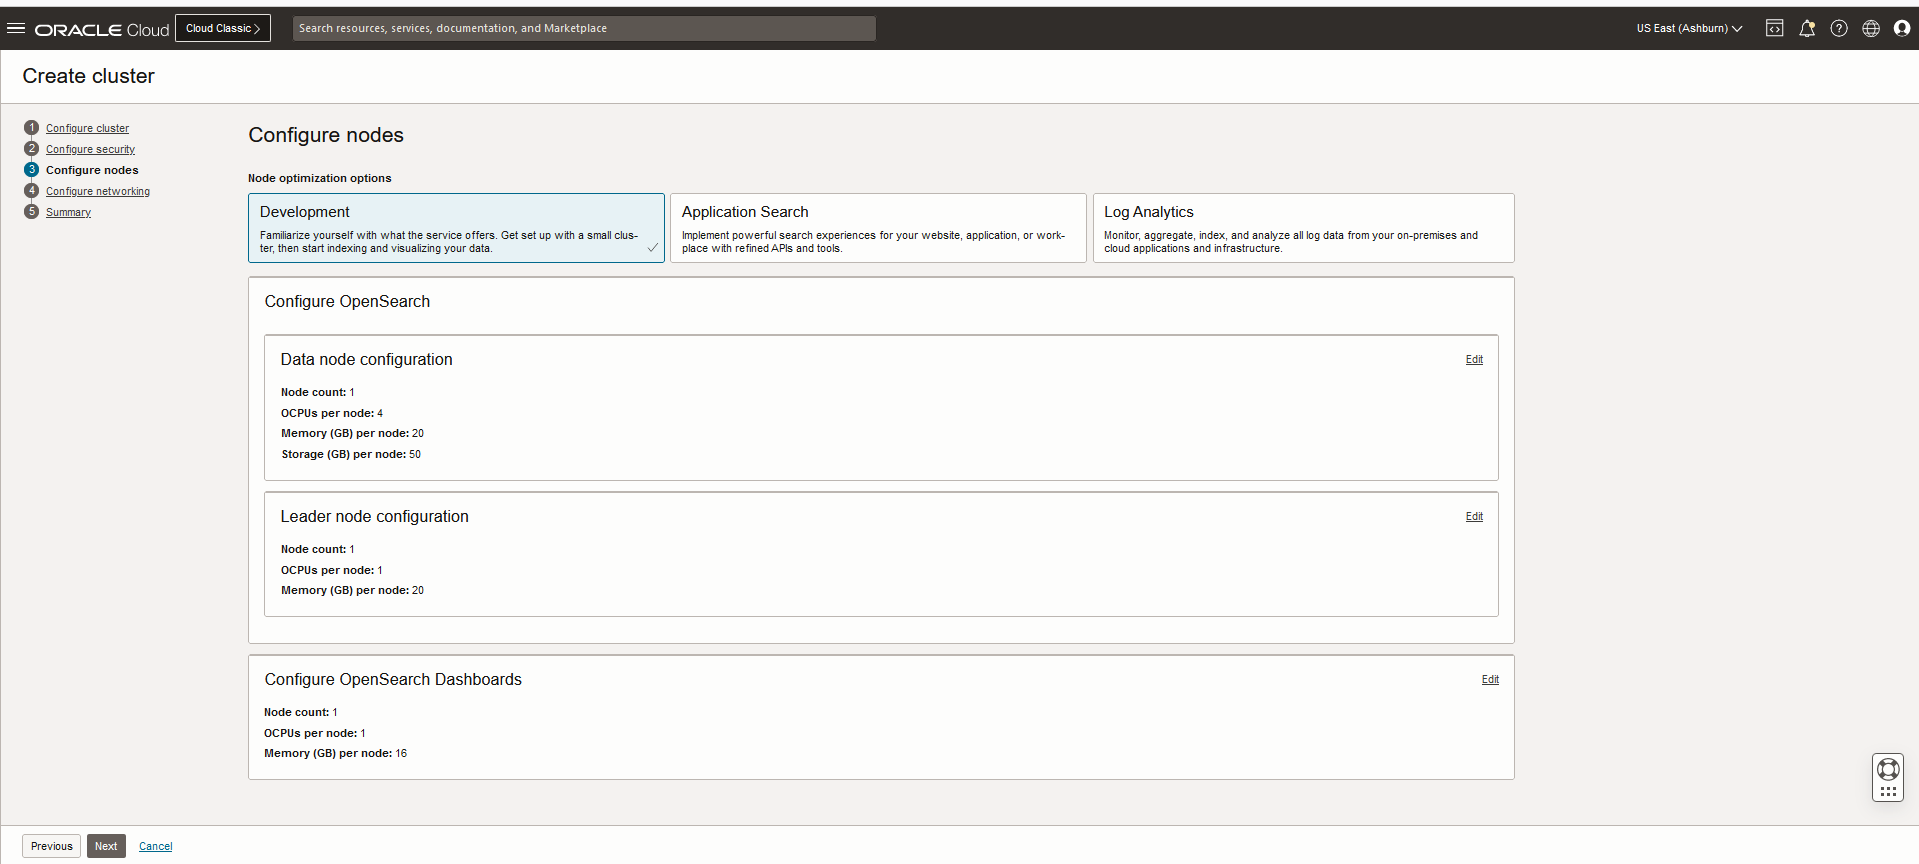 ORACLE Cloud
Cloud Classic
Search resources, services, documentation, and Marketplace
US East (Ashburn)
Create cluster
1 Configure cluster
2 Configure security
3 Configure nodes
4 Configure networking
5 Summary
Configure nodes
Node optimization options
Development
Familiarize yourself with what the service offers. Get set up with a small clus-
ter, then start indexing and visualizing your data.
Application Search
Implement powerful search experiences for your website, application, or work-
place with refined APIs and tools.
Log Analytics
Monitor, aggregate, index, and analyze all log data from your on-premises and
cloud applications and infrastructure.
Configure OpenSearch
Data node configuration
Edit
Node count: 1
OCPUs per node: 4
Memory (GB) per node: 20
Storage (GB) per node: 50
Leader node configuration
Edit
Node count: 1
OCPUs per node: 1
Memory (GB) per node: 20
Configure OpenSearch Dashboards
Edit
Node count: 1
OCPUs per node: 1
Memory (GB) per node: 16
Previous
Next
Cancel